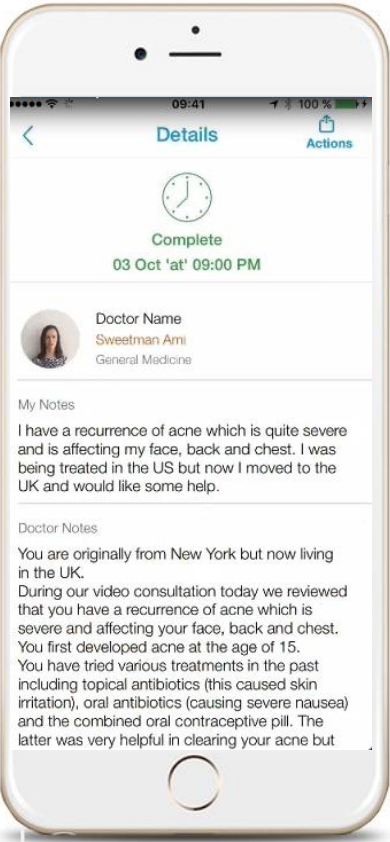 09:41
100 %
Details
Actions
Complete
03 Oct 'at' 09:00 PM
Doctor Name
Sweetman Ami
General Medicine
My Notes
I have a recurrence of acne which is quite severe
and is affecting my face, back and chest. I was
being treated in the US but now I moved to the
UK and would like some help.
Doctor Notes
You are originally from New York but now living
in the UK.
During our video consultation today we reviewed
that you have a recurrence of acne which is
severe and affecting your face, back and chest.
You first developed acne at the age of 15.
You have tried various treatments in the past
including topical antibiotics (this caused skin
irritation), oral antibiotics (causing severe nausea)
and the combined oral contraceptive pill. The
latter was very helpful in clearing your acne but